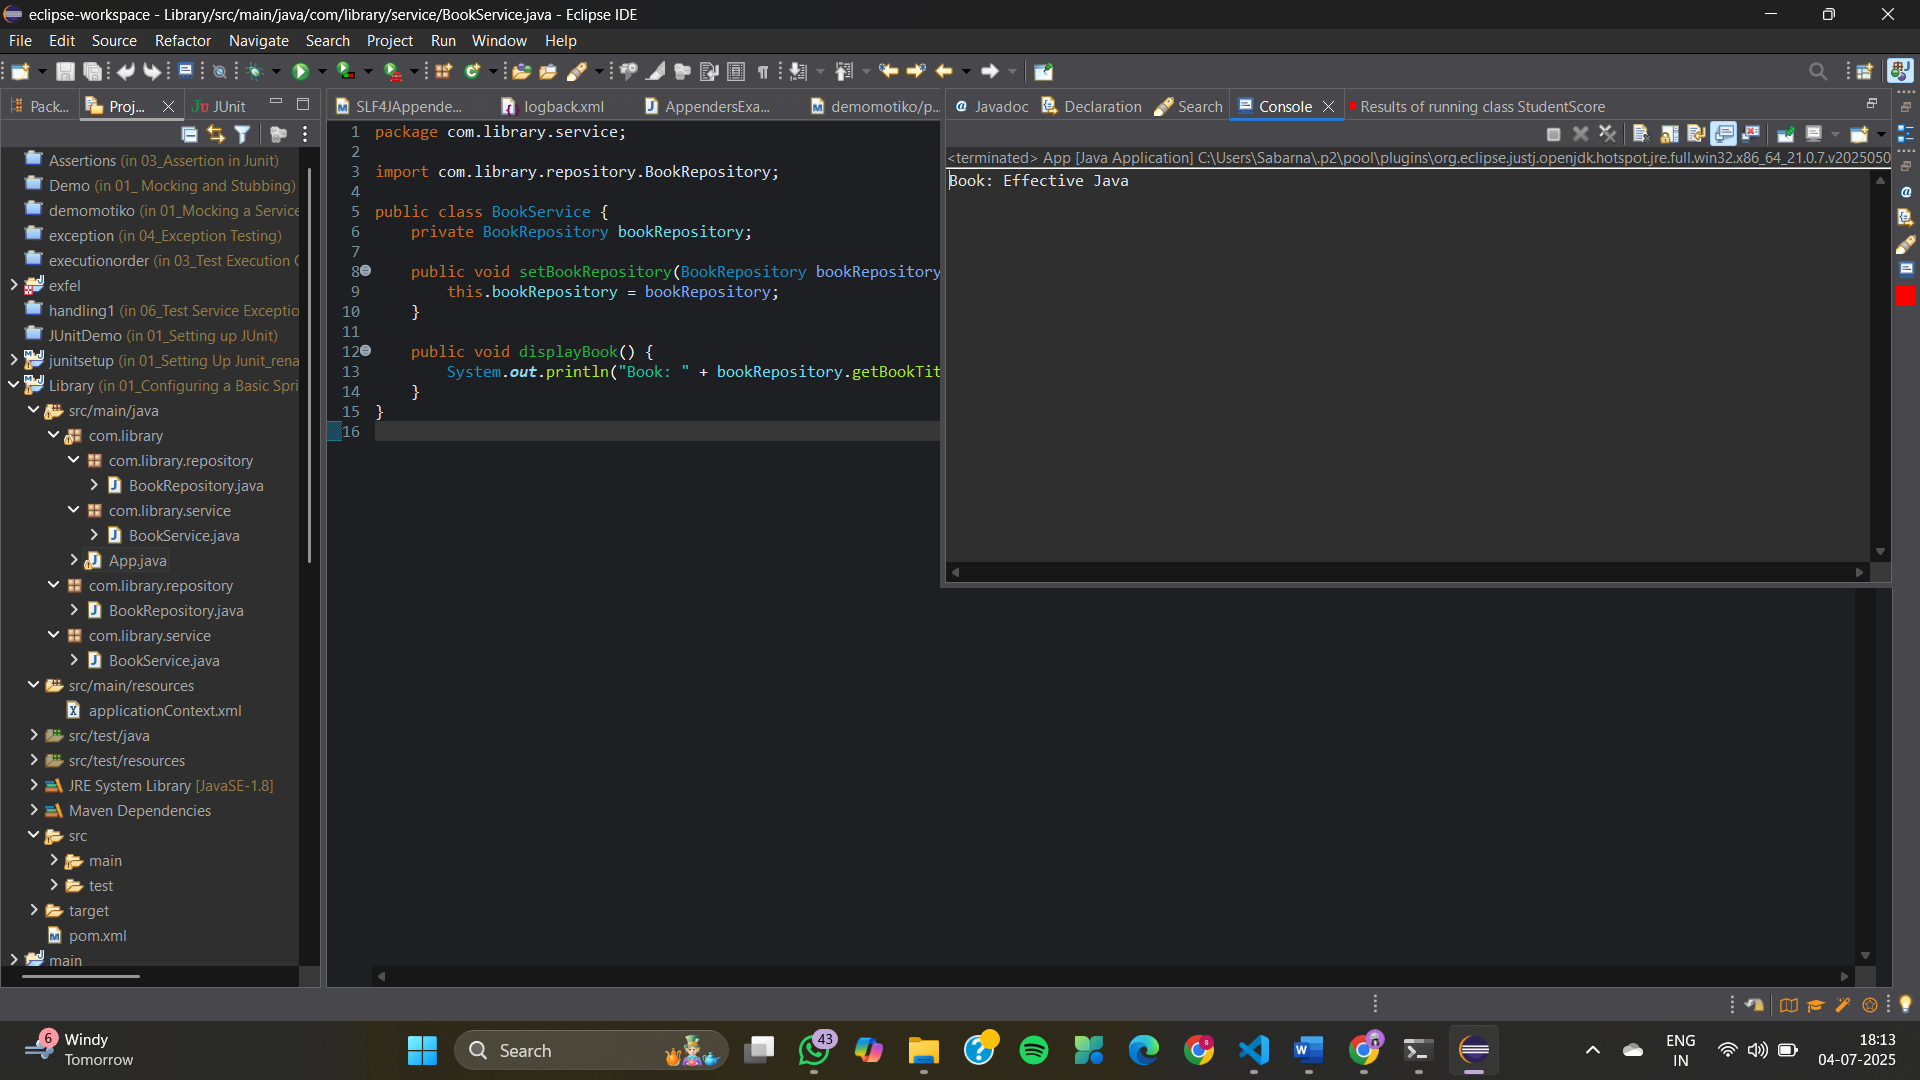 eclipse-workspace - Library/src/main/java/com/library/service/BookService.java - Eclipse IDE
File Edit Source Refactor Navigate Search Project Run Window Help
Pack... Proj... JUnit
Assertions (in 03_Assertion in Junit)
Demo (in 01_ Mocking and Stubbing)
demomotiko (in 01_Mocking a Service
exception (in 04_Exception Testing)
executionorder (in 03_Test Execution
exfel
handling1 (in 06_Test Service Exceptio
JUnitDemo (in 01_Setting up JUnit)
junitsetup (in 01_Setting Up Junit_rena
Library (in 01_Configuring a Basic Spri
src/main/java
com.library
com.library.repository
BookRepository.java
com.library.service
BookService.java
App.java
com.library.repository
BookRepository.java
com.library.service
BookService.java
src/main/resources
applicationContext.xml
src/test/java
src/test/resources
JRE System Library [JavaSE-1.8]
Maven Dependencies
src
main
test
target
pom.xml
main
SLF4JAppende... logback.xml AppendersExa... demomotiko/p...
1 package com.library.service;
2
3 import com.library.repository.BookRepository;
4
5 public class BookService {
6     private BookRepository bookRepository;
7
8     public void setBookRepository(BookRepository bookRepository
9         this.bookRepository = bookRepository;
10     }
11
12     public void displayBook() {
13         System.out.println("Book: " + bookRepository.getBookTit
14     }
15 }
16
Javadoc Declaration Search Console Results of running class StudentScore
<terminated> App [Java Application] C:\Users\Sabarna\.p2\pool\plugins\org.eclipse.justj.openjdk.hotspot.jre.full.win32.x86_64_21.0.7.v2025050
Book: Effective Java
6 Windy
Tomorrow
Search
43
8
ENG
IN
18:13
04-07-2025